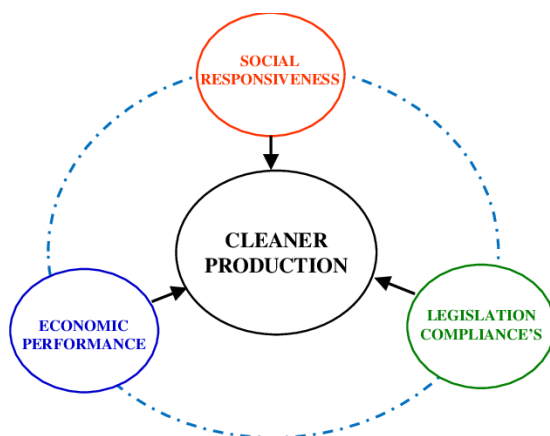 SOCIAL
RESPONSIVENESS
CLEANER
PRODUCTION
ECONOMIC
PERFORMANCE
LEGISLATION
COMPLIANCE'S